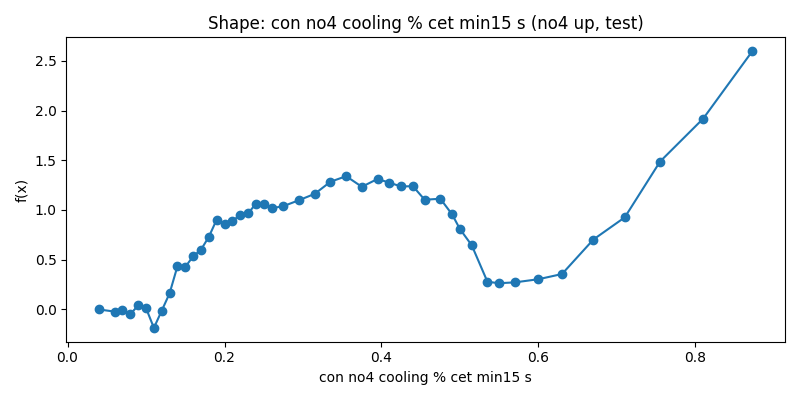 Shape: con no4 cooling % cet min15 s (no4 up, test)
2.5
2.0
1.5
1.0
0.5
0.0
f(x)
0.0 0.2 0.4 0.6 0.8
con no4 cooling % cet min15 s